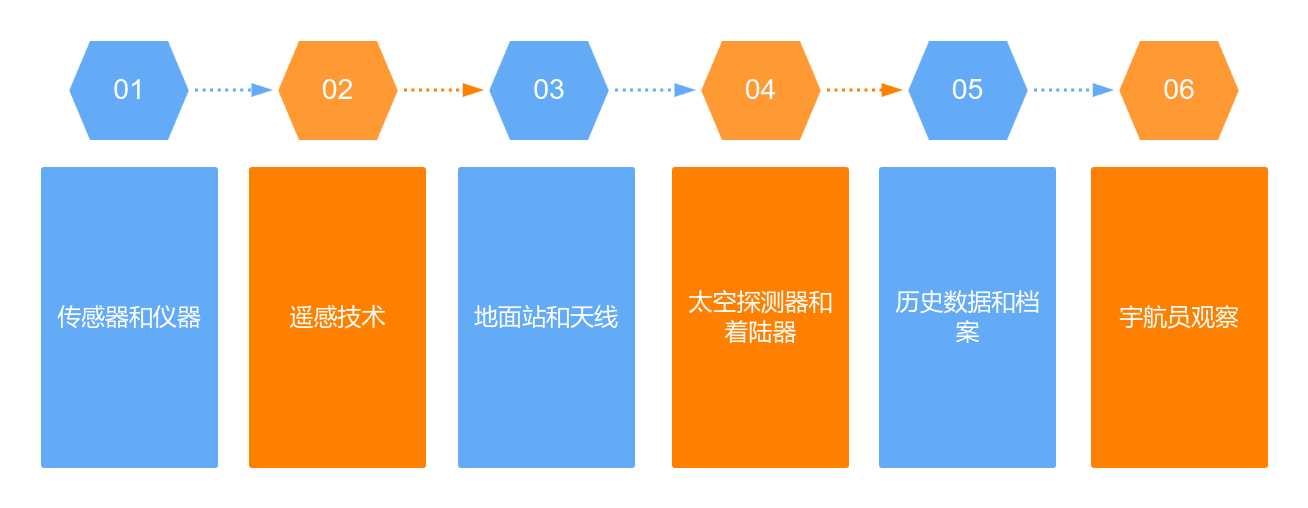 01
02
03
04
05
06
传感器和仪器
遥感技术
地面站和天线
太空探测器和
着陆器
历史数据和档
案
宇航员观察